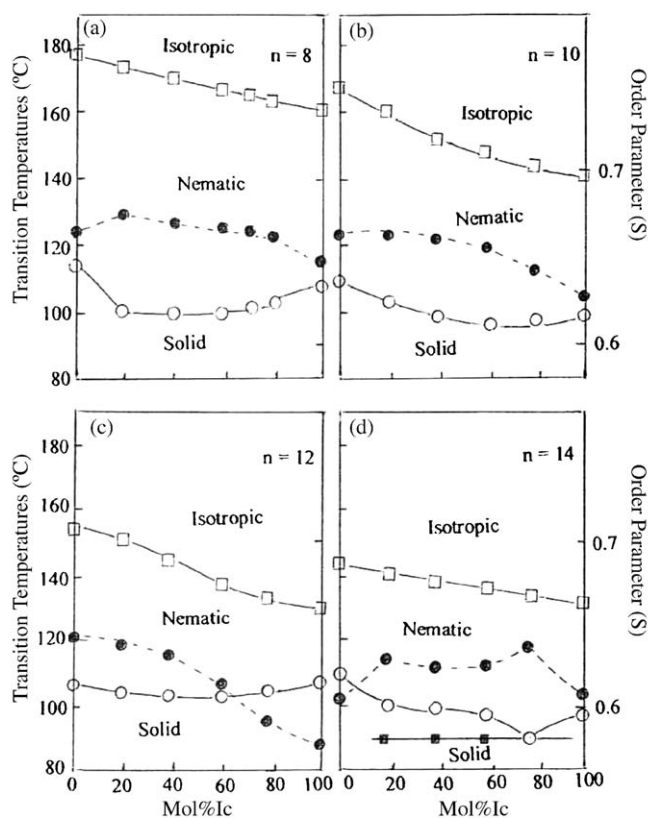 (a)
Isotropic
n = 8
Nematic
Solid
180
160
140
120
100
80
Transition Temperatures (ºC)
(b)
n = 10
Isotropic
Nematic
Solid
0.7
0.6
Order Parameter (S)
(c)
n = 12
Isotropic
Nematic
Solid
180
160
140
120
100
80
Transition Temperatures (ºC)
0 20 40 60 80 100
Mol%Ic
(d)
n = 14
Isotropic
Nematic
Solid
0.7
0.6
Order Parameter (S)
0 20 40 60 80 100
Mol%Ic